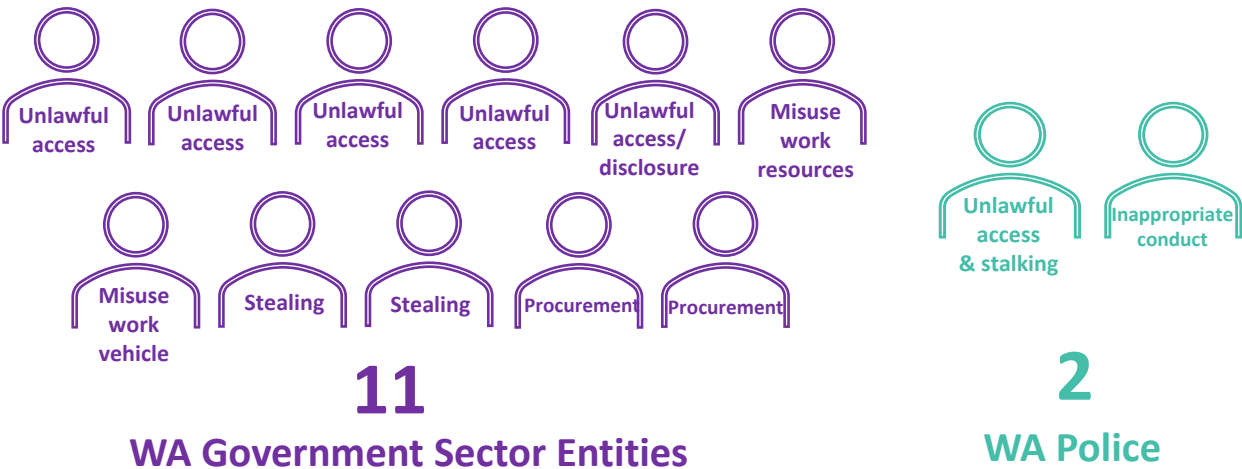 Unlawful
access
Unlawful
access
Unlawful
access
Unlawful
access
Unlawful
access/
disclosure
Misuse
work
resources
Misuse
work
vehicle
Stealing
Stealing
Procurement
Procurement
11
WA Government Sector Entities
Unlawful
access
& stalking
Inappropriate
conduct
2
WA Police